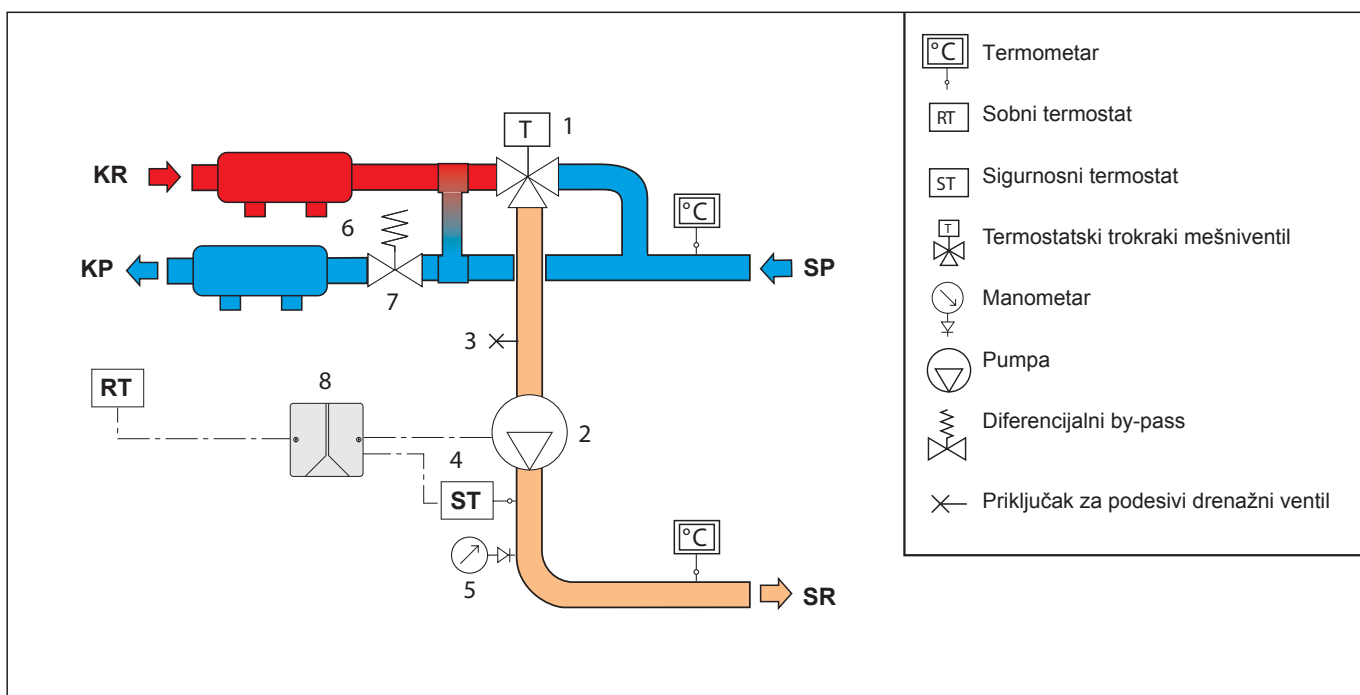 T
1
KR
°C
6
KP
SP
7
3
RT
8
2
4
ST
°C
5
SR
°C
Termometar
RT
Sobni termostat
ST
Sigurnosni termostat
T
Termostatski trokraki mešniventil
Manometar
Pumpa
Diferencijalni by-pass
Priključak za podesivi drenažni ventil